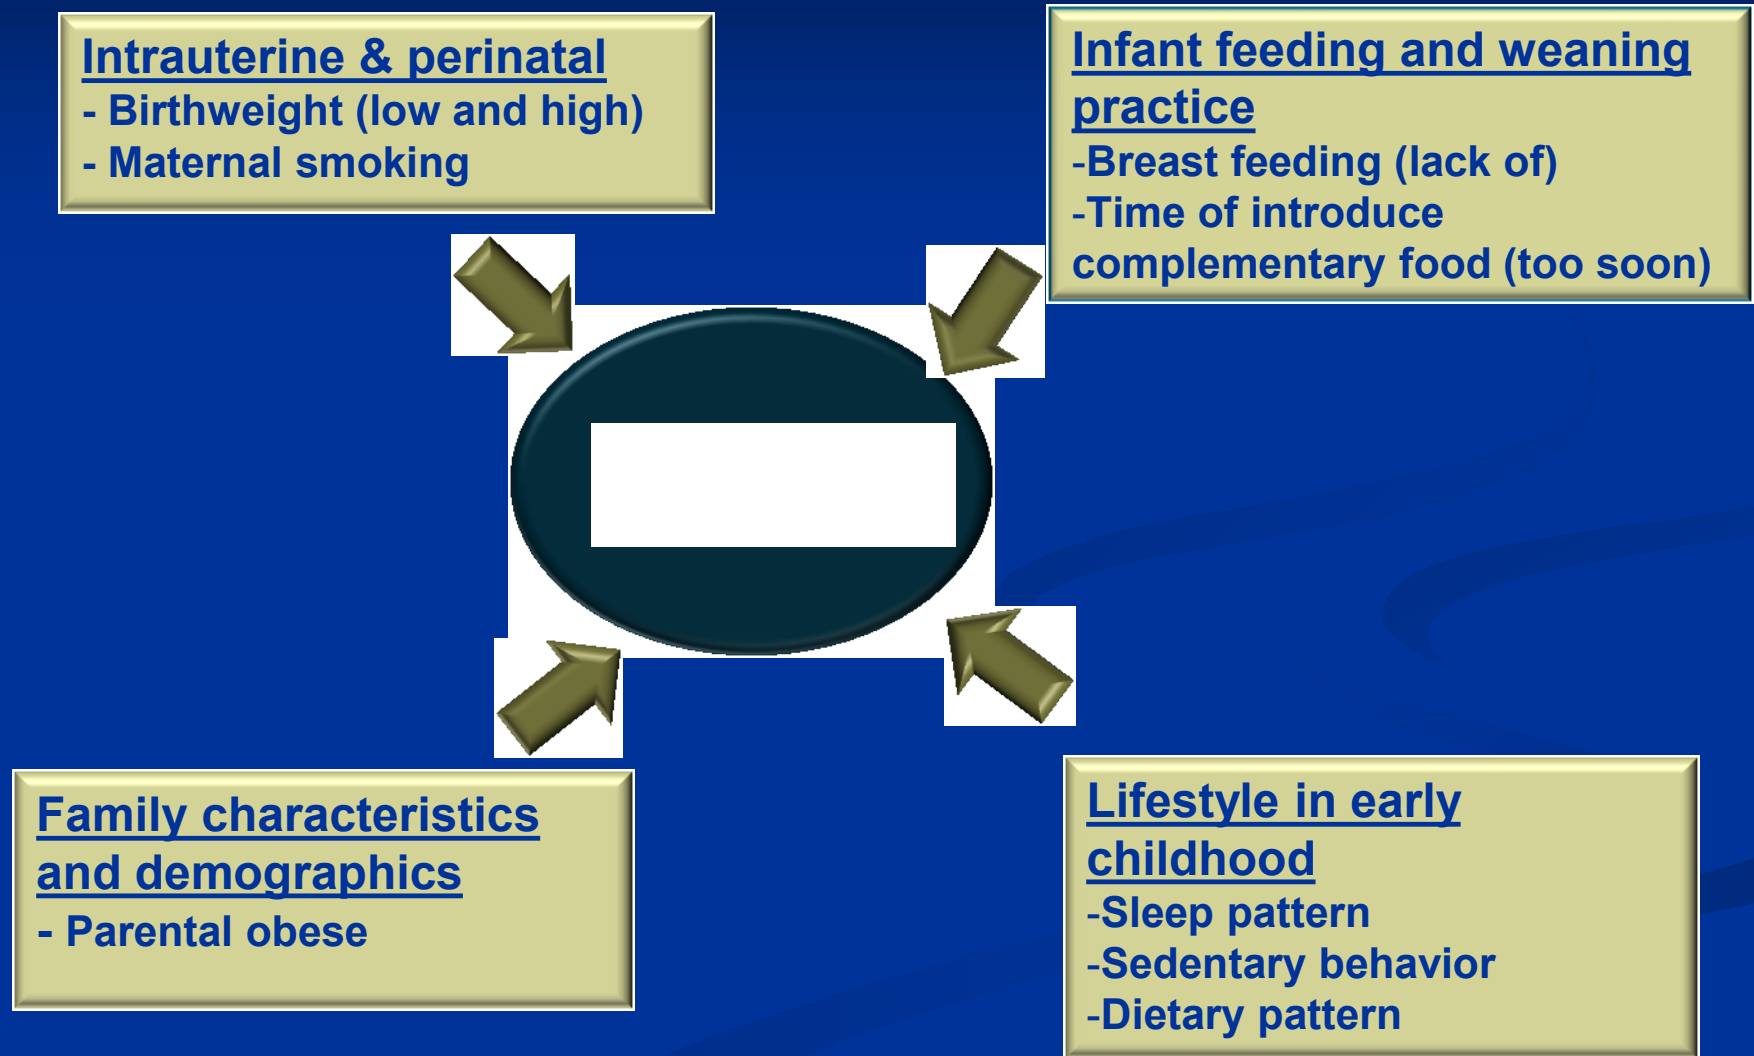 Intrauterine & perinatal
- Birthweight (low and high)
- Maternal smoking
Infant feeding and weaning
practice
-Breast feeding (lack of)
-Time of introduce
complementary food (too soon)
Family characteristics
and demographics
- Parental obese
Lifestyle in early
childhood
-Sleep pattern
-Sedentary behavior
-Dietary pattern